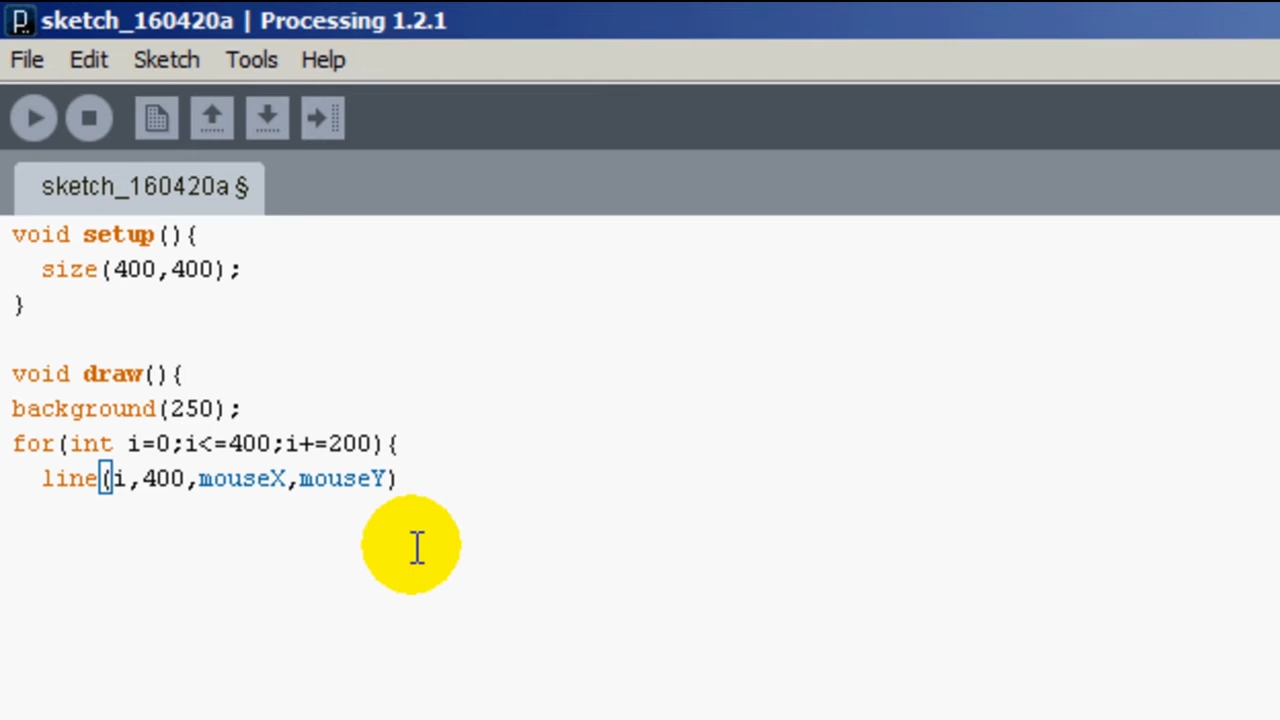 sketch_160420a | Processing 1.2.1
File Edit Sketch Tools Help
sketch_160420a §
void setup(){
  size(400,400);
}
void draw(){
background(250);
for(int i=0;i<=400;i+=200){
  line(i,400,mouseX,mouseY)